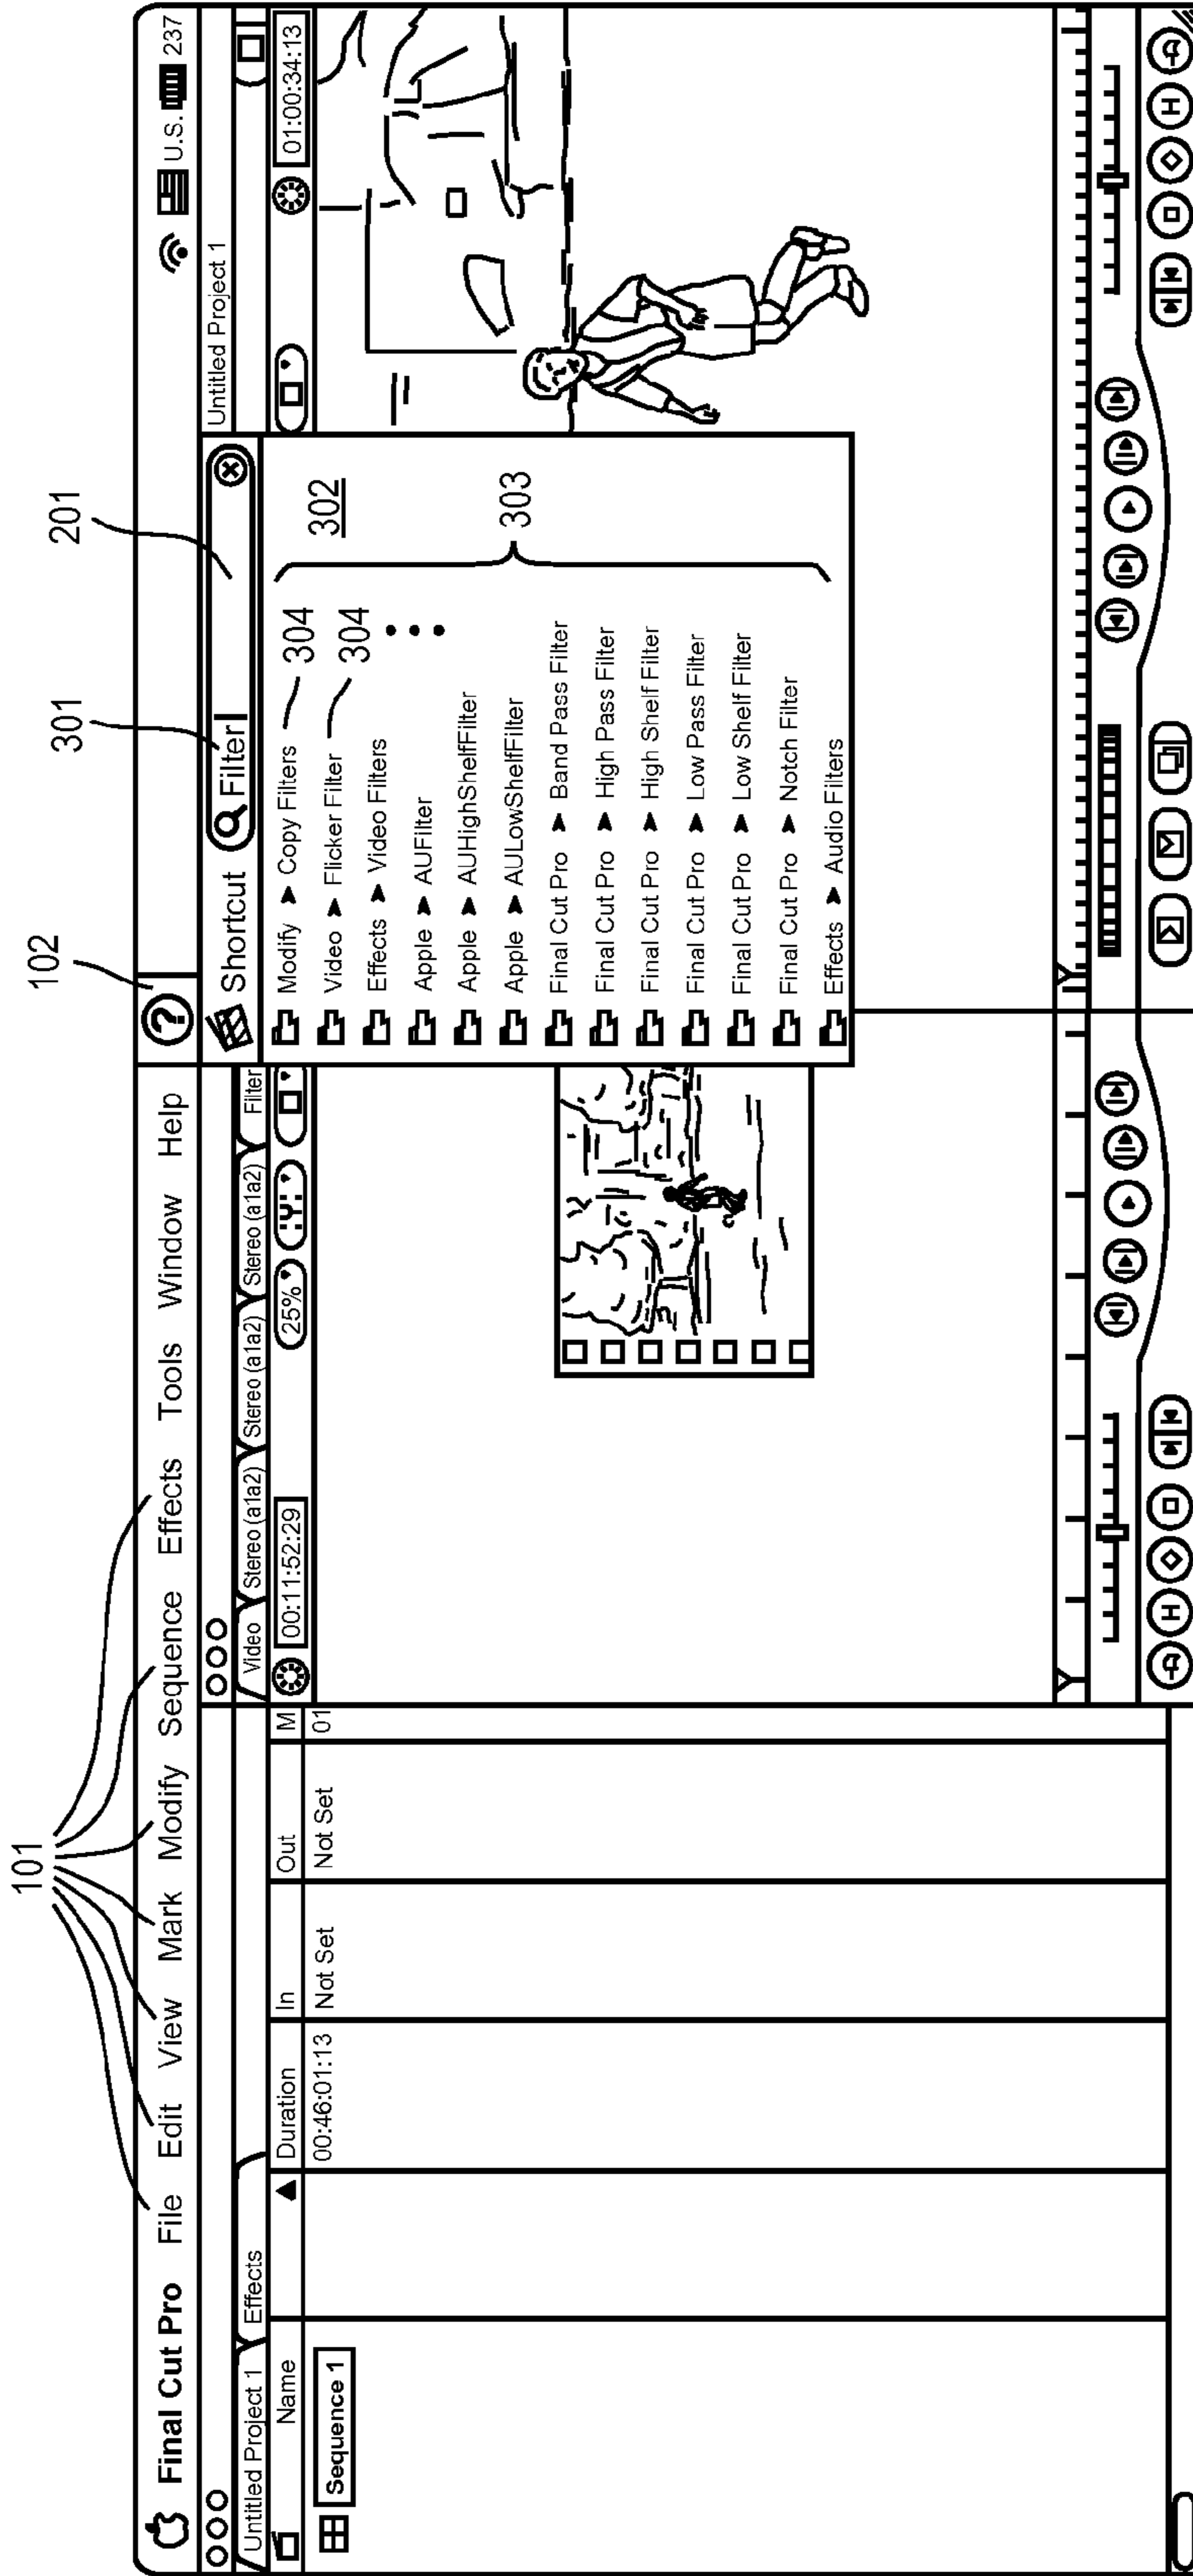 101
102
301
201
Final Cut Pro File Edit View Mark Modify Sequence Effects Tools Window Help
? U.S. 237
Shortcut Filter
Untitled Project 1
Untitled Project 1 Effects
Video Stereo (a1a2) Stereo (a1a2) Stereo (a1a2) Filter
Name Duration In Out M
00:11:52:29 25% 01:00:34:13
Sequence 1 00:46:01:13 Not Set Not Set 01
Modify ➤ Copy Filters 304
302
Video ➤ Flicker Filter 304
Effects ➤ Video Filters
Apple ➤ AUFilter
Apple ➤ AUHighShelfFilter
Apple ➤ AULowShelfFilter
303
Final Cut Pro ➤ Band Pass Filter
Final Cut Pro ➤ High Pass Filter
Final Cut Pro ➤ High Shelf Filter
Final Cut Pro ➤ Low Pass Filter
Final Cut Pro ➤ Low Shelf Filter
Final Cut Pro ➤ Notch Filter
Effects ➤ Audio Filters